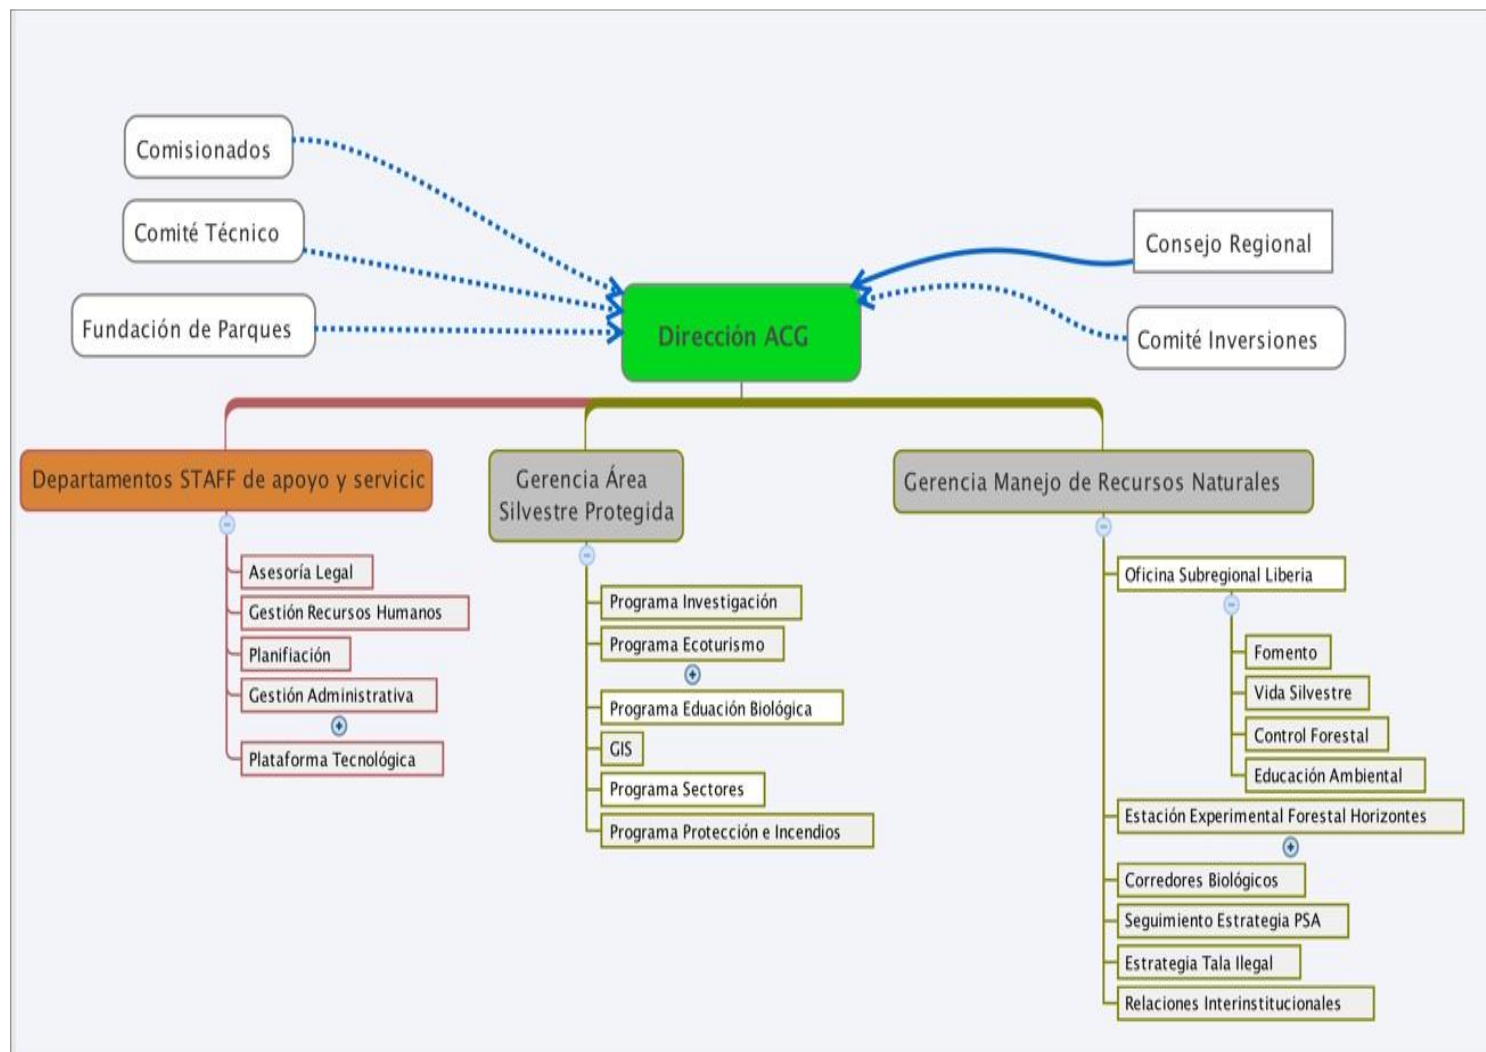 Comisionados
Comité Técnico
Fundación de Parques
Consejo Regional
Comité Inversiones
Dirección ACG
Departamentos STAFF de apoyo y servicic
Asesoría Legal
Gestión Recursos Humanos
Planifiación
Gestión Administrativa
Plataforma Tecnológica
Gerencia Área
Silvestre Protegida
Programa Investigación
Programa Ecoturismo
Programa Eduación Biológica
GIS
Programa Sectores
Programa Protección e Incendios
Gerencia Manejo de Recursos Naturales
Oficina Subregional Liberia
Fomento
Vida Silvestre
Control Forestal
Educación Ambiental
Estación Experimental Forestal Horizontes
Corredores Biológicos
Seguimiento Estrategia PSA
Estrategia Tala Ilegal
Relaciones Interinstitucionales